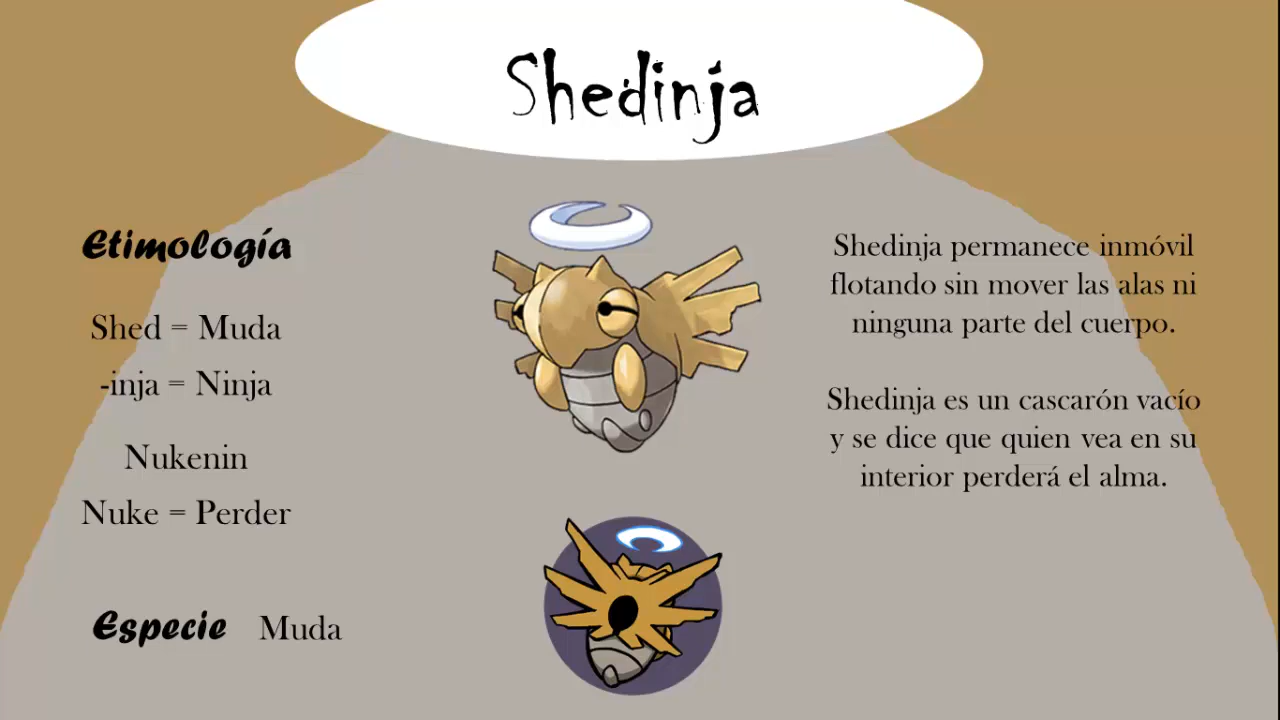 Shedinja
Etimología
Shed = Muda
-inja = Ninja
Nukenin
Nuke = Perder
Especie Muda
Shedinja permanece inmóvil
flotando sin mover las alas ni
ninguna parte del cuerpo.
Shedinja es un cascarón vacío
y se dice que quien vea en su
interior perderá el alma.